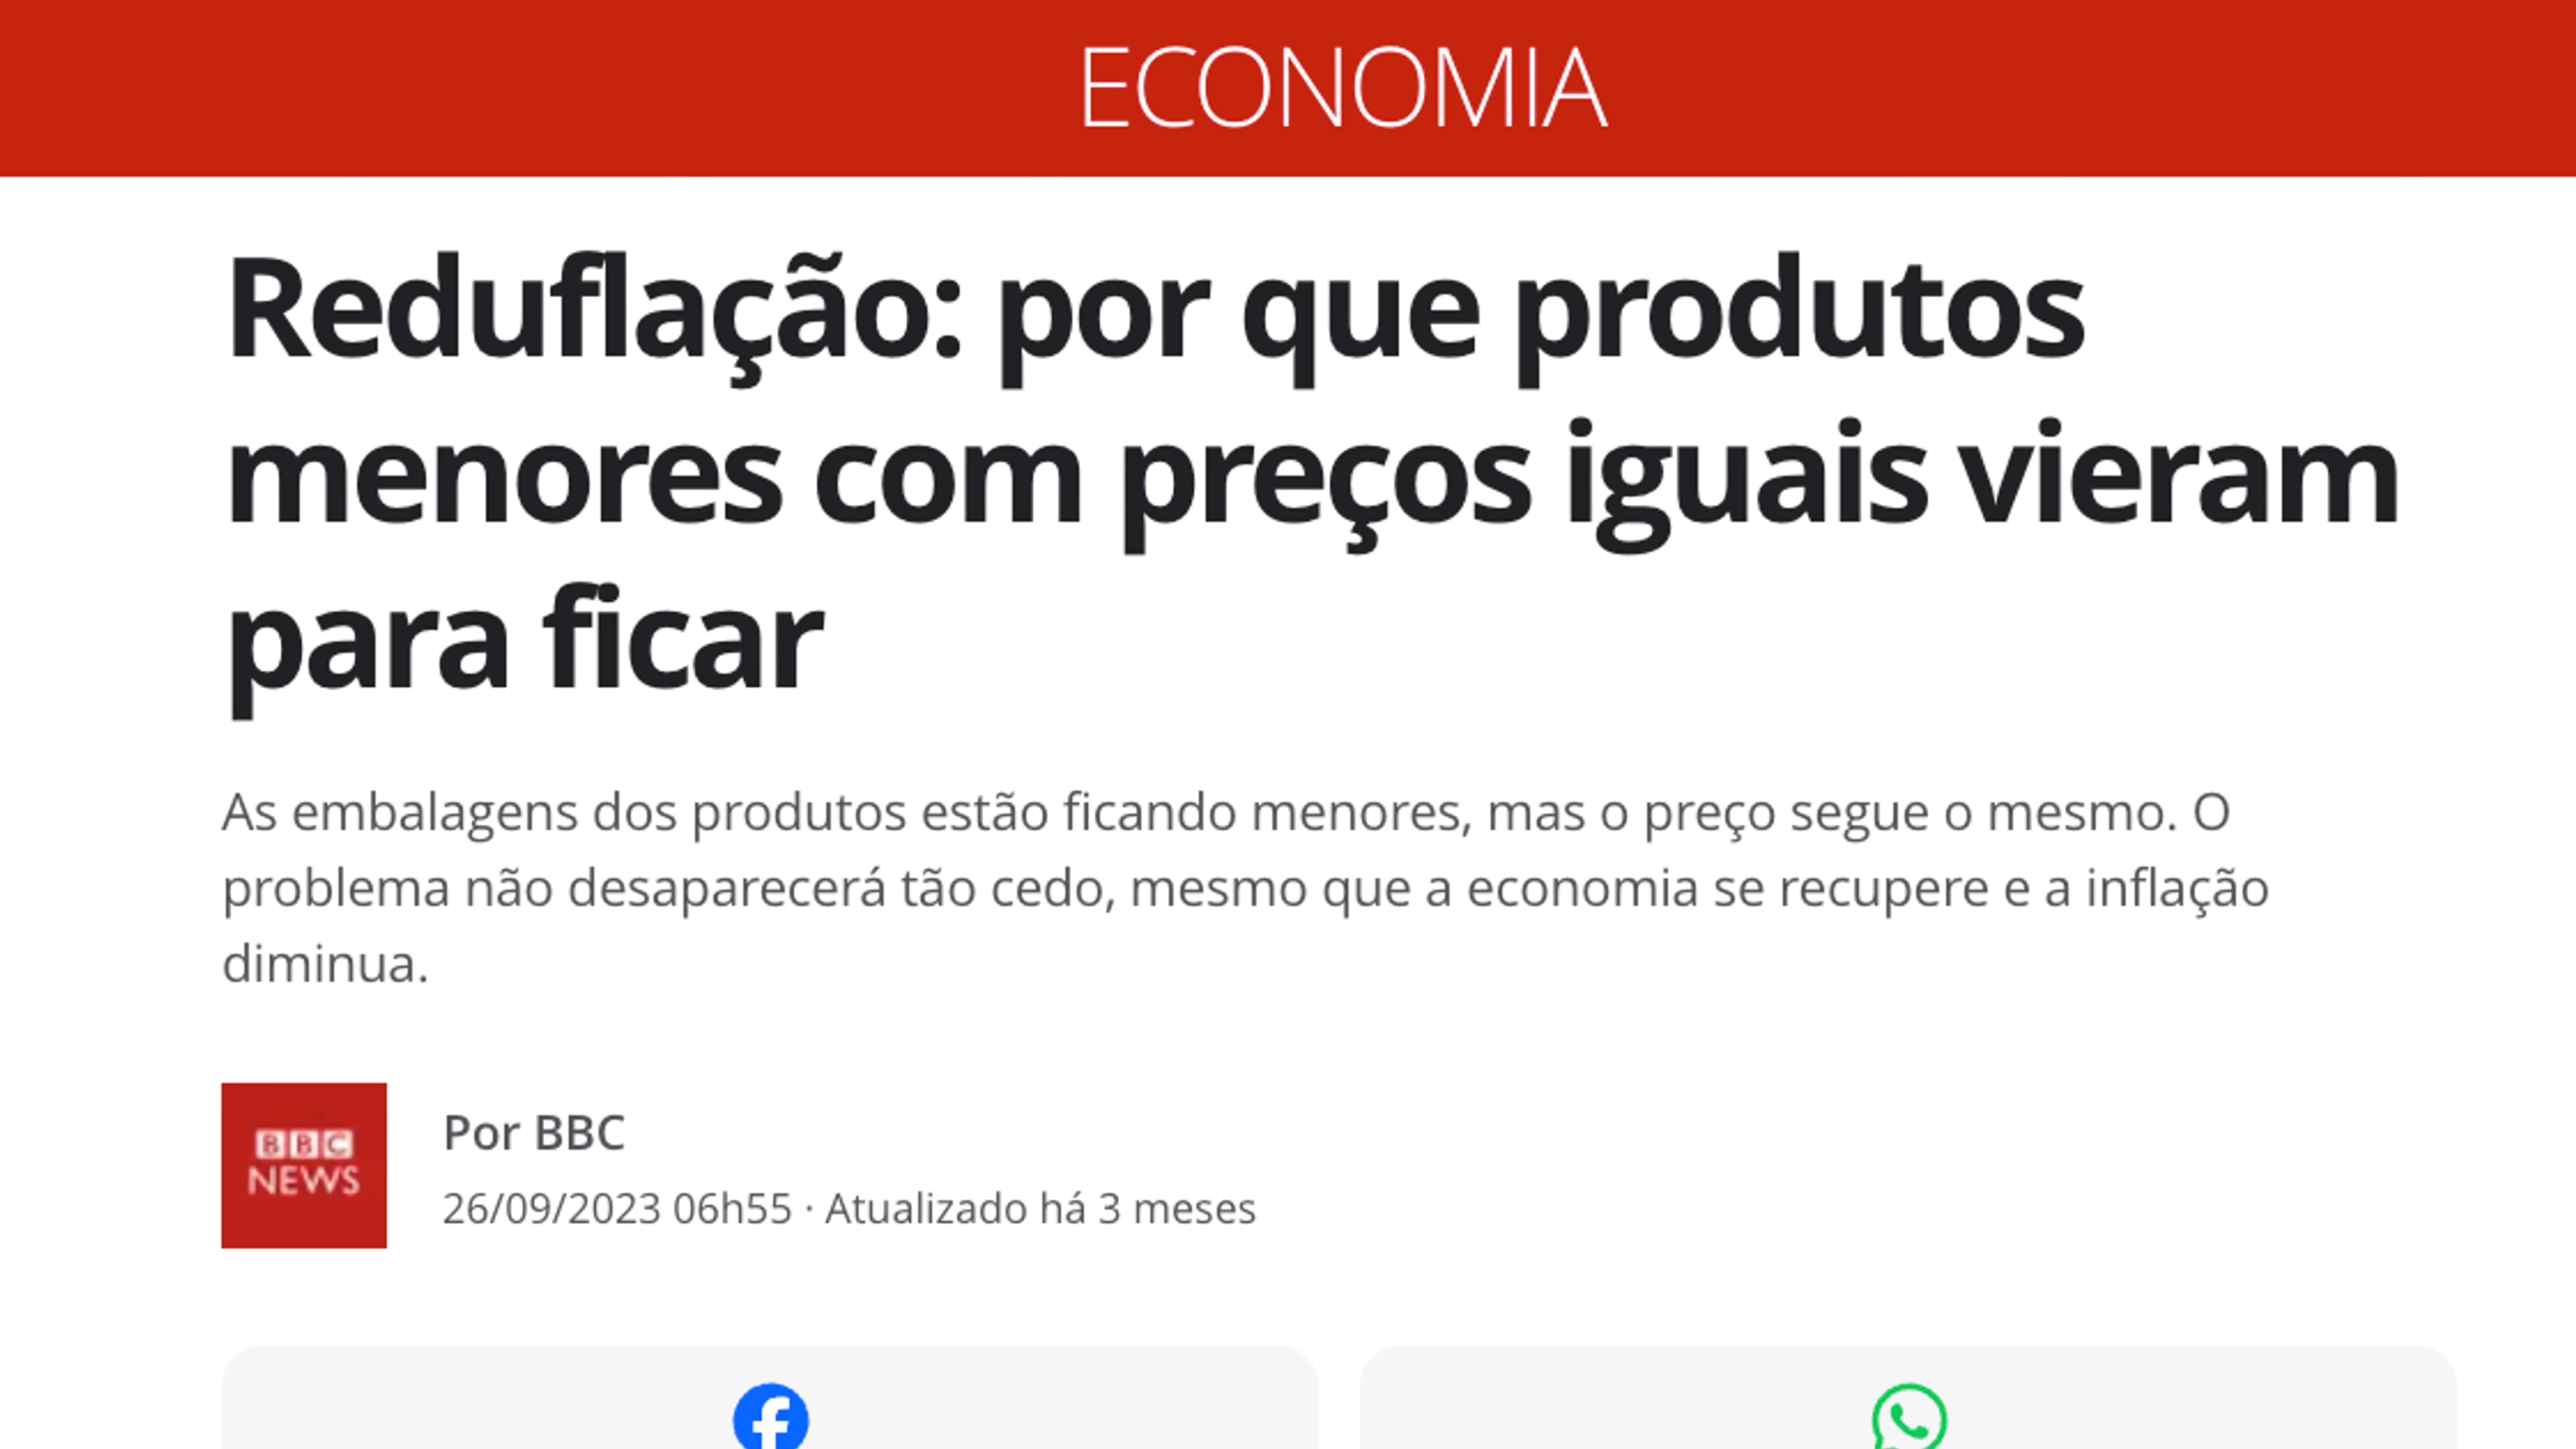 ECONOMIA
Reduflação: por que produtos
menores com preços iguais vieram
para ficar
As embalagens dos produtos estão ficando menores, mas o preço segue o mesmo. O
problema não desaparecerá tão cedo, mesmo que a economia se recupere e a inflação
diminua.
BBC
NEWS
Por BBC
26/09/2023 06h55 · Atualizado há 3 meses